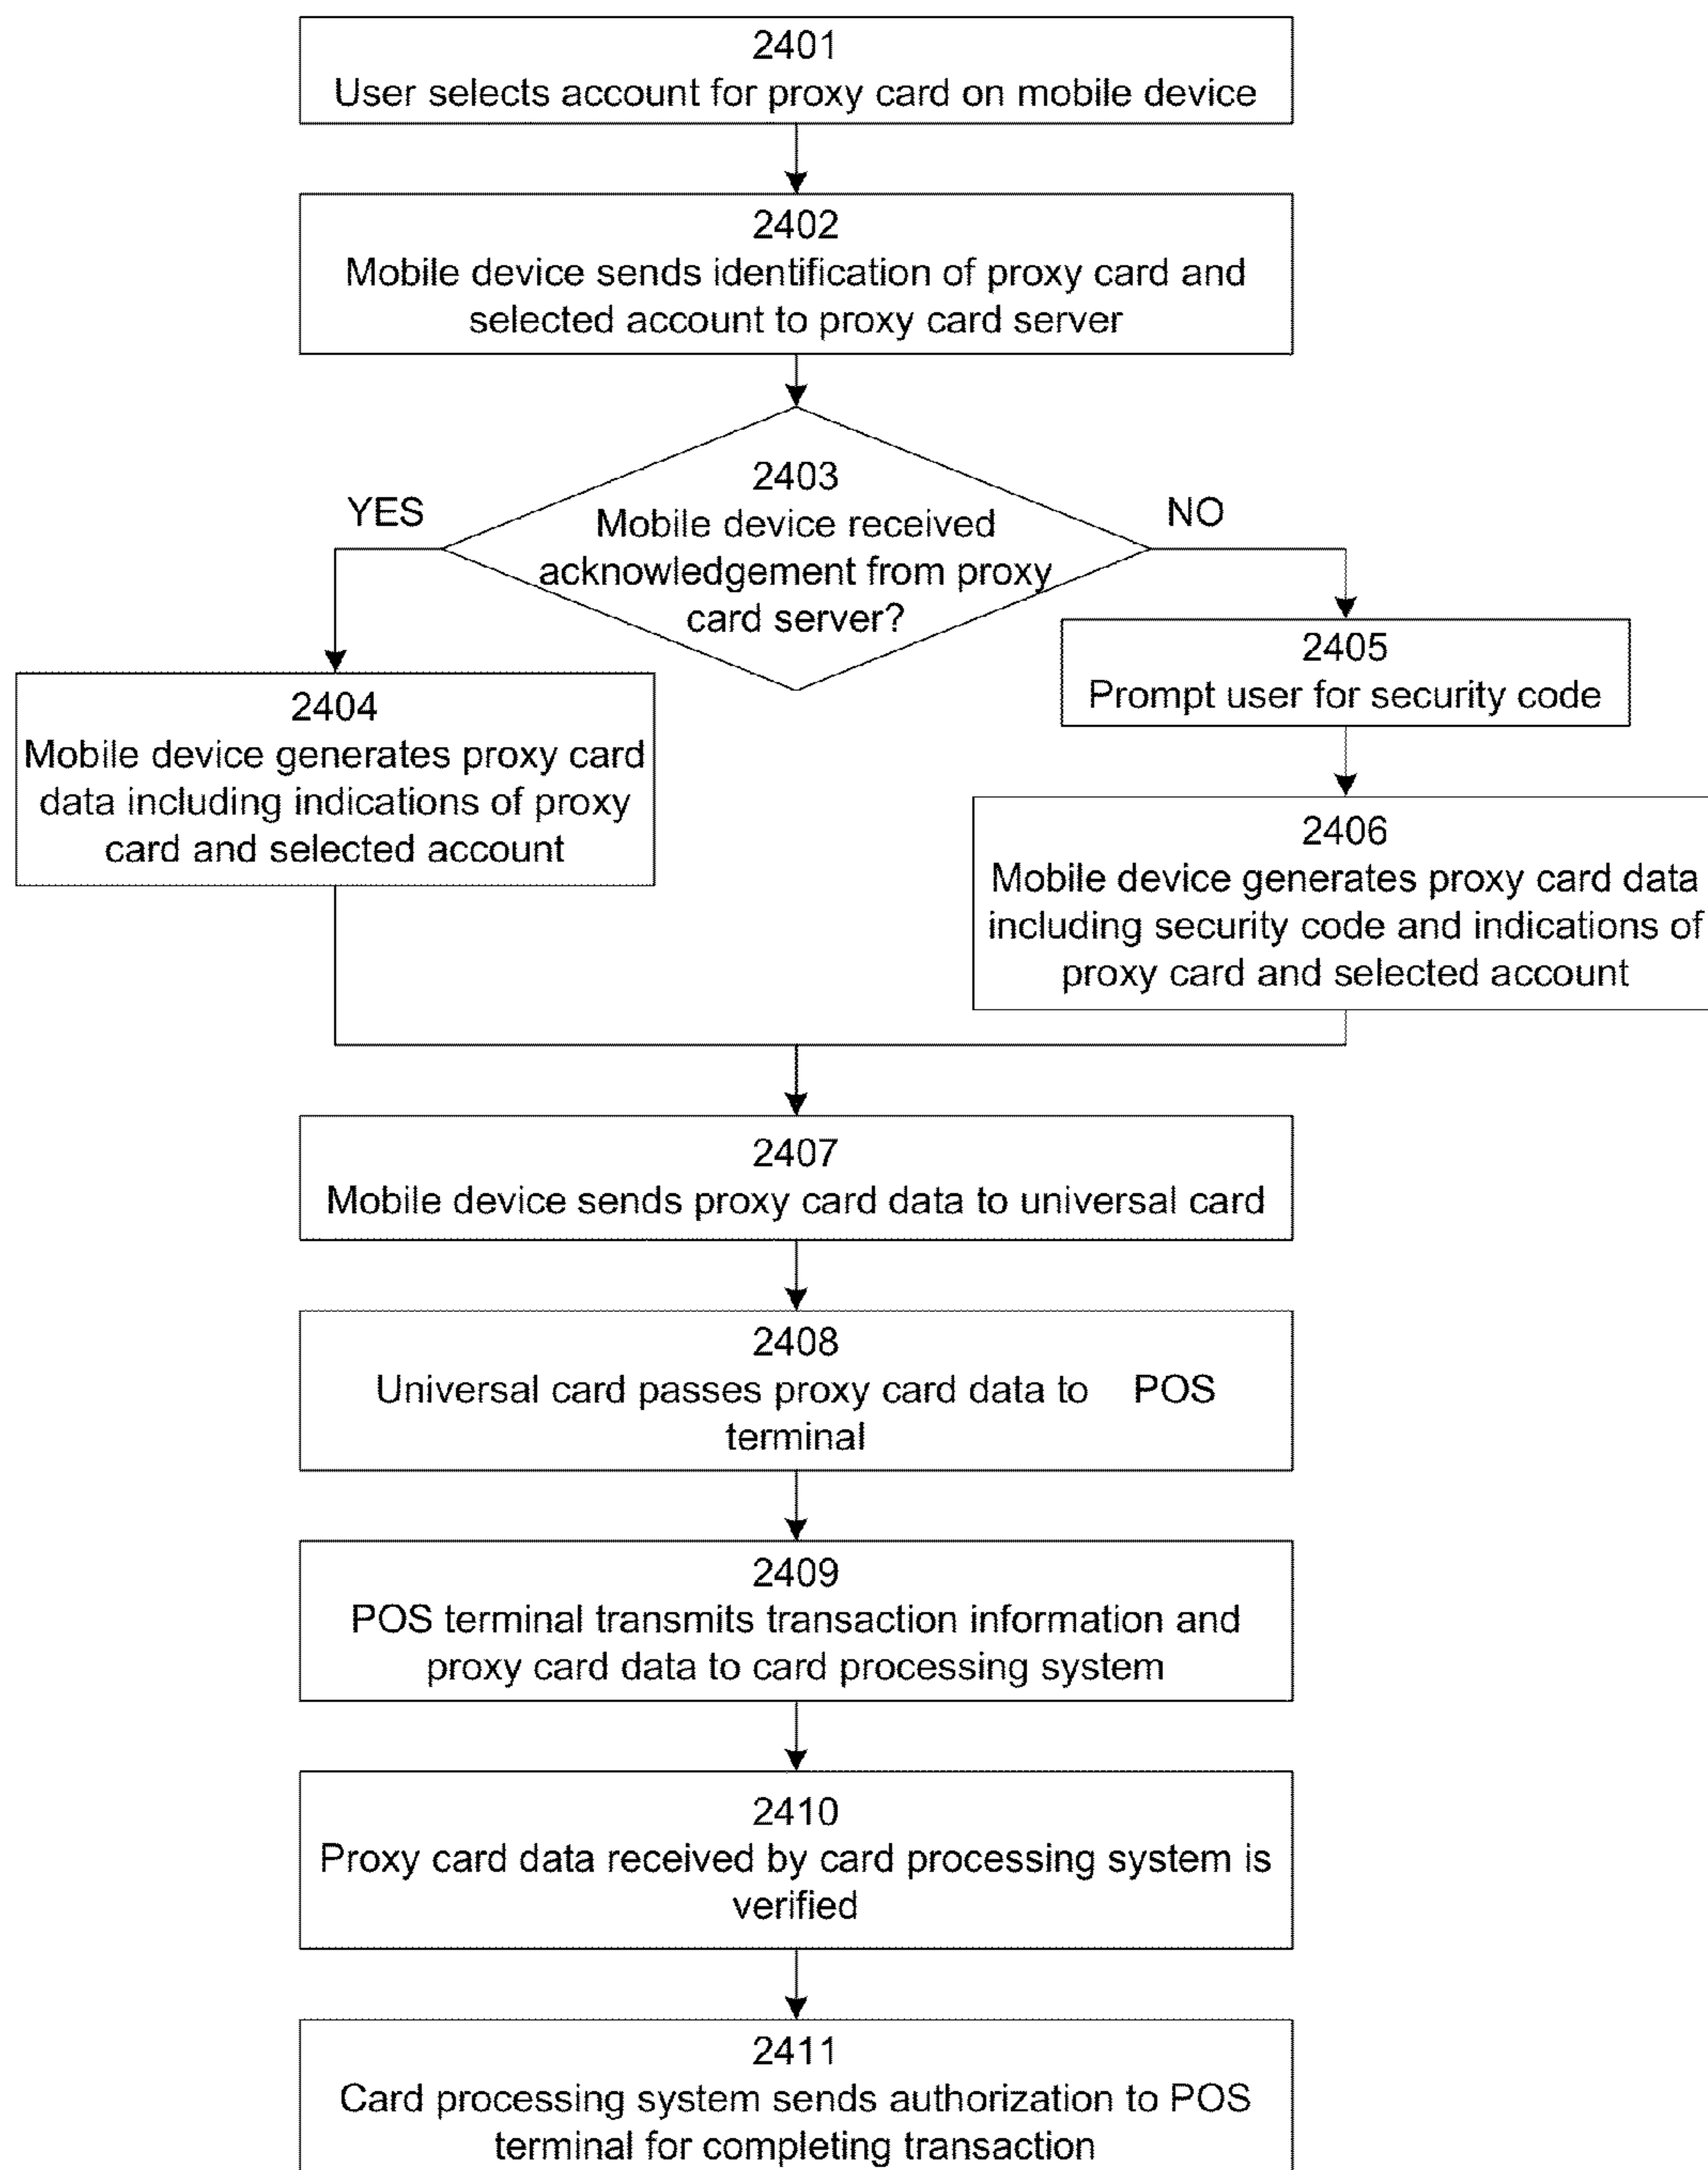 2401
User selects account for proxy card on mobile device
2402
Mobile device sends identification of proxy card and
selected account to proxy card server
2403
Mobile device received
acknowledgement from proxy
card server?
YES
NO
2404
Mobile device generates proxy card
data including indications of proxy
card and selected account
2405
Prompt user for security code
2406
Mobile device generates proxy card data
including security code and indications of
proxy card and selected account
2407
Mobile device sends proxy card data to universal card
2408
Universal card passes proxy card data to POS
terminal
2409
POS terminal transmits transaction information and
proxy card data to card processing system
2410
Proxy card data received by card processing system is
verified
2411
Card processing system sends authorization to POS
terminal for completing transaction